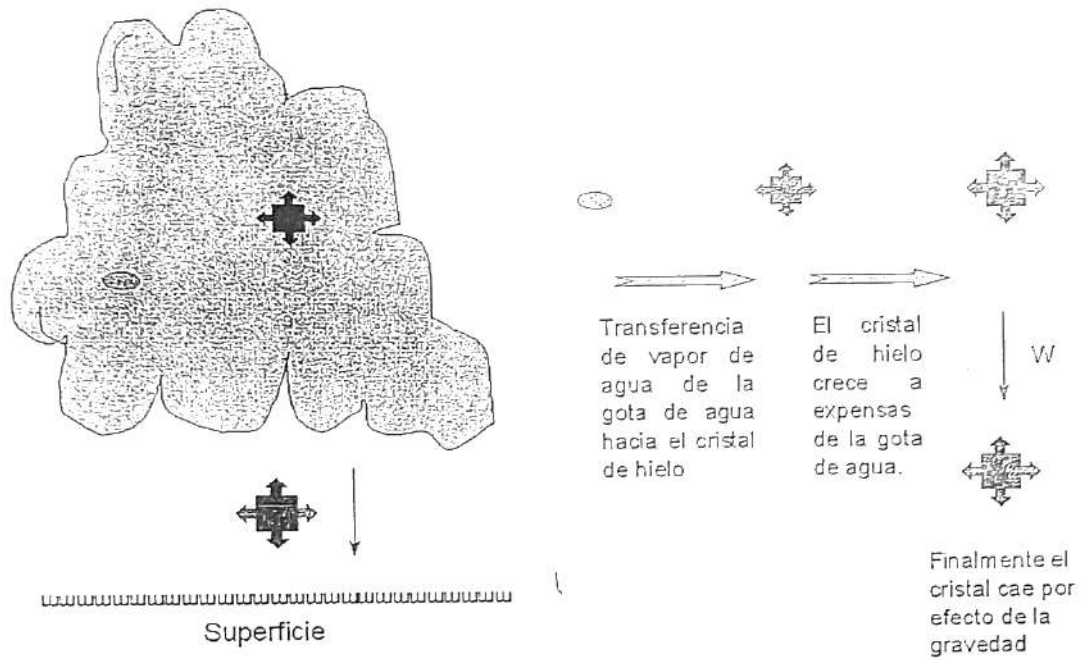 Transferencia
de vapor de
agua de la
gota de agua
hacia el cristal
de hielo
El cristal
de hielo
crece a
expensas
de la gota
de agua.
W
Finalmente el
cristal cae por
efecto de la
gravedad
Superficie